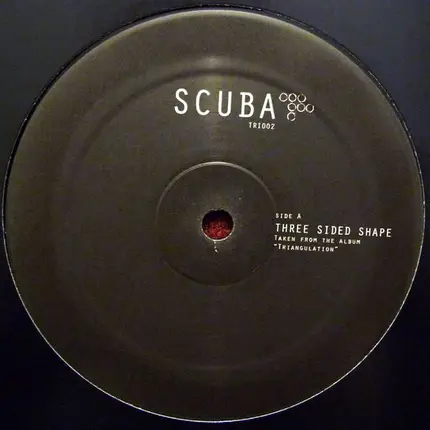 SCUBA
TRI002
SIDE A
THREE SIDED SHAPE
TAKEN FROM THE ALBUM
"TRIANGULATION"